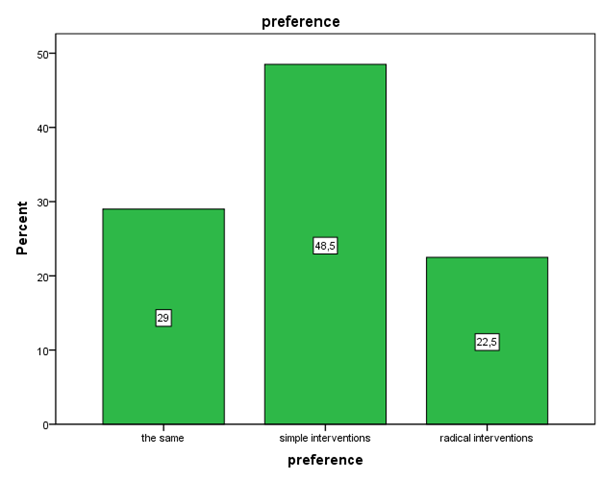 preference
50
40
30
20
10
0
Percent
29
48,5
22,5
the same
simple interventions
radical interventions
preference